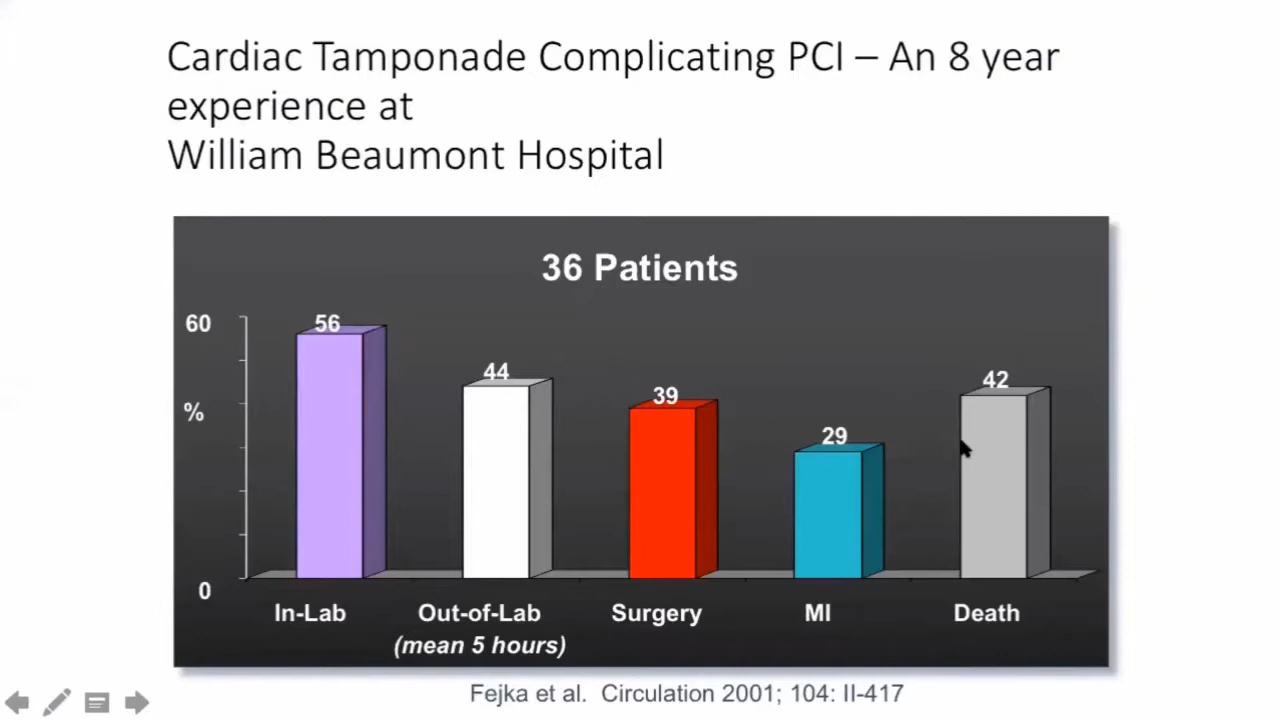 Cardiac Tamponade Complicating PCI – An 8 year
experience at
William Beaumont Hospital
36 Patients
60
%
0
56
44
39
29
42
In-Lab
Out-of-Lab
(mean 5 hours)
Surgery
MI
Death
Fejka et al. Circulation 2001; 104: II-417